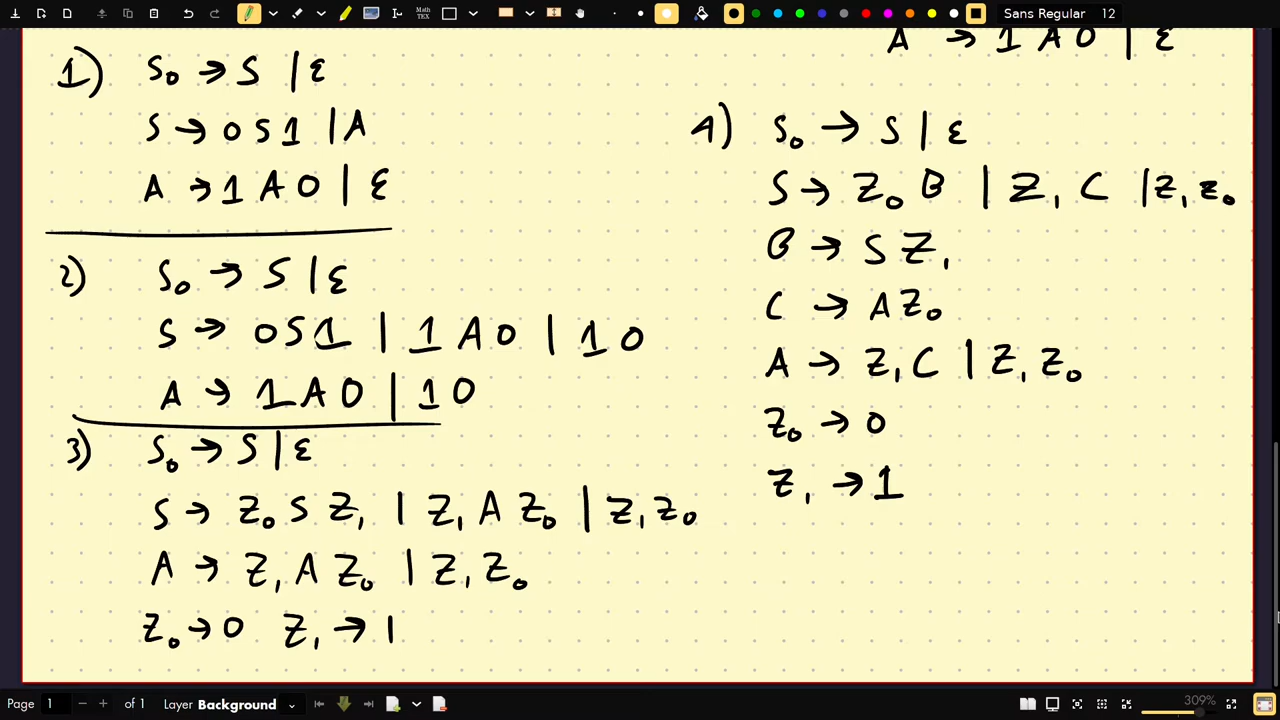 Math TEX
Sans Regular 12
1) S₀ → S | ε
S → 0 S 1 | A
A → 1 A 0 | ε
2) S₀ → S | ε
S → 0 S 1 | 1 A 0 | 1 0
A → 1 A 0 | 1 0
3) S₀ → S | ε
S → Z₀ S Z₁ | Z₁ A Z₀ | Z₁ Z₀
A → Z₁ A Z₀ | Z₁ Z₀
Z₀ → 0 Z₁ → 1
A → 1 A 0 | ε
4) S₀ → S | ε
S → Z₀ B | Z₁ C | Z₁ Z₀
B → S Z₁
C → A Z₀
A → Z₁ C | Z₁ Z₀
Z₀ → 0
Z₁ → 1
Page 1 of 1 Layer Background 309%